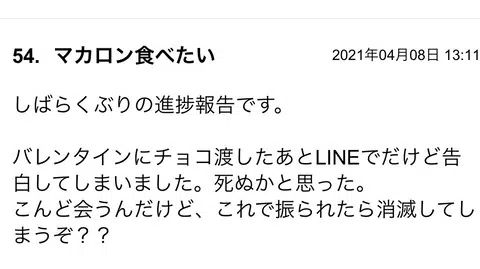 54. マカロン食べたい 2021年04月08日 13:11
しばらくぶりの進捗報告です。
バレンタインにチョコ渡したあとLINEでだけど告
白してしまいました。死ぬかと思った。
こんど会うんだけど、これで振られたら消滅してし
まうぞ？？